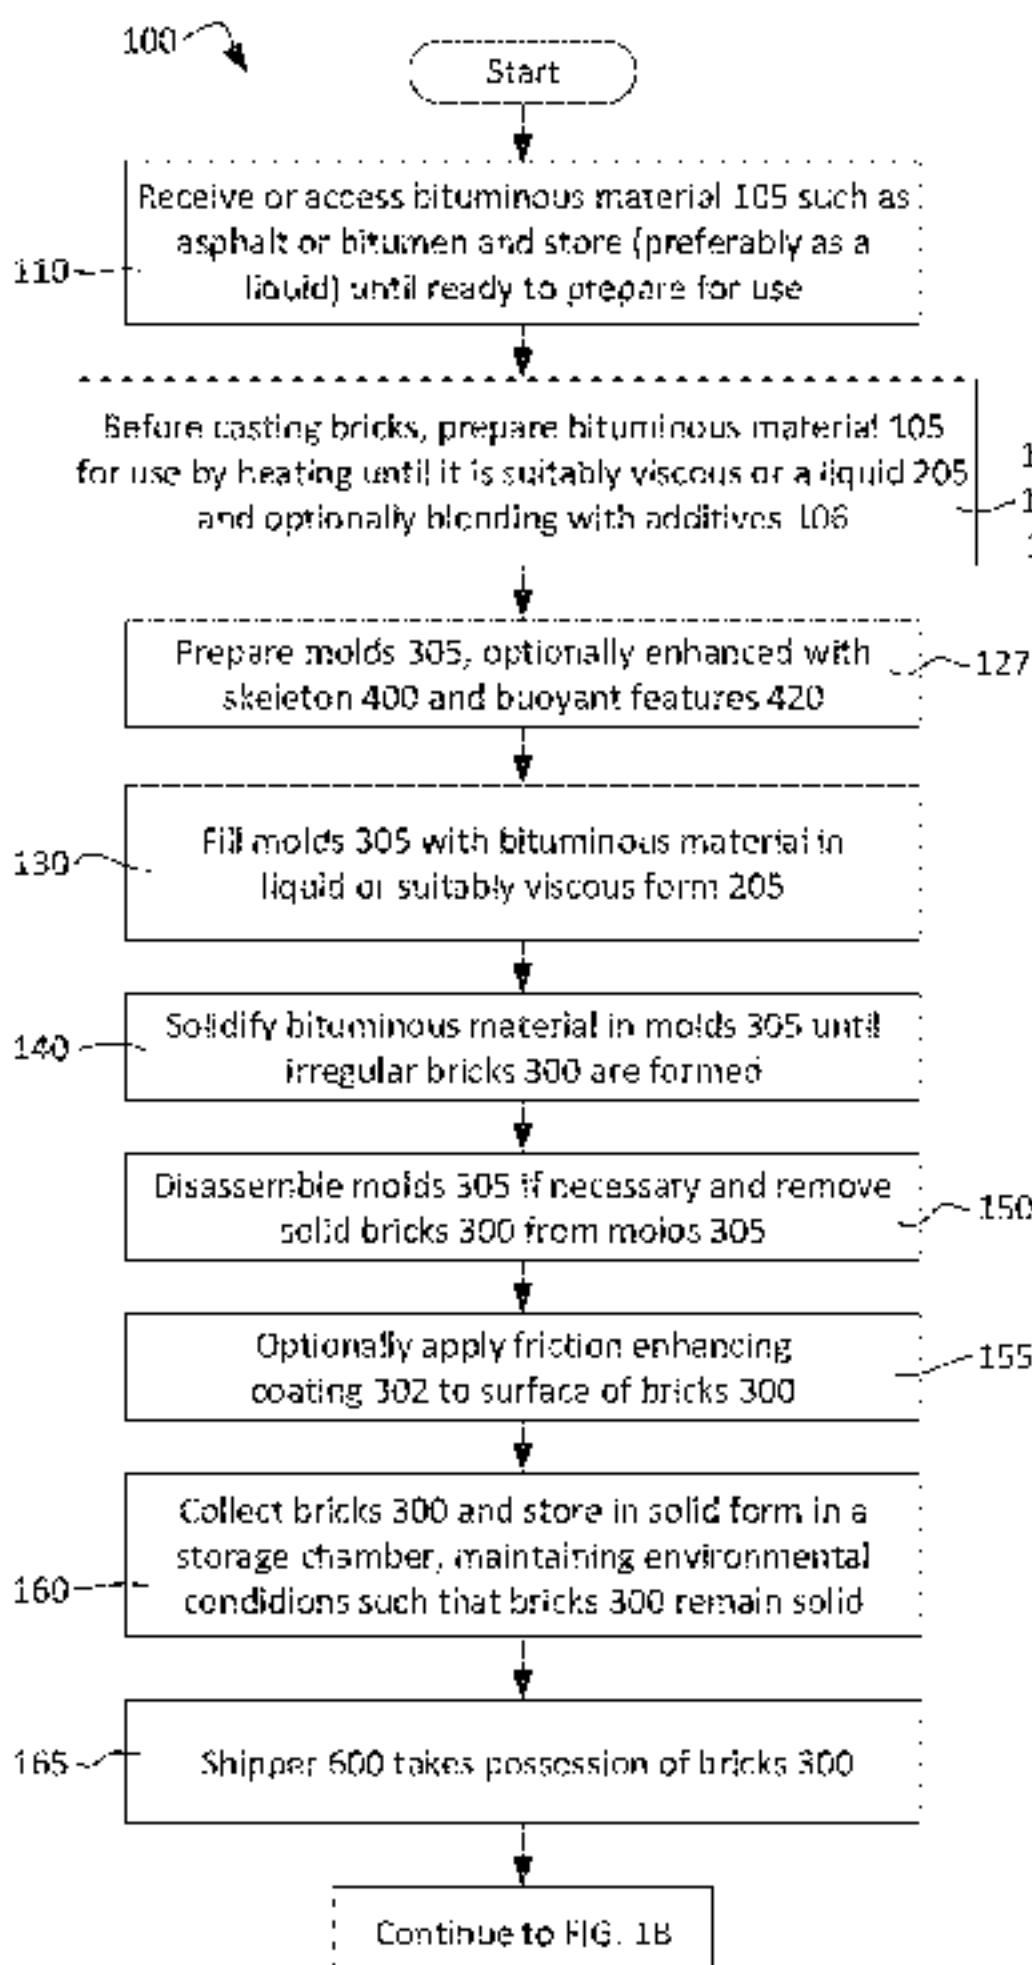 100
Start
Receive or access bituminous material 105 such as
asphalt or bitumen and store (preferably as a
liquid) until ready to prepare for use
110
Before casting bricks, prepare bituminous material 105
for use by heating until it is suitably viscous or a liquid 205
and optionally blending with additives 106
Prepare molds 305, optionally enhanced with
skeleton 400 and buoyant features 420
127
Fill molds 305 with bituminous material in
liquid or suitably viscous form 205
130
Solidify bituminous material in molds 305 until
irregular bricks 300 are formed
140
Disassemble molds 305 if necessary and remove
solid bricks 300 from molds 305
150
Optionally apply friction enhancing
coating 302 to surface of bricks 300
155
Collect bricks 300 and store in solid form in a
storage chamber, maintaining environmental
condidions such that bricks 300 remain solid
160
Shipper 600 takes possession of bricks 300
165
Continue to FIG. 1B